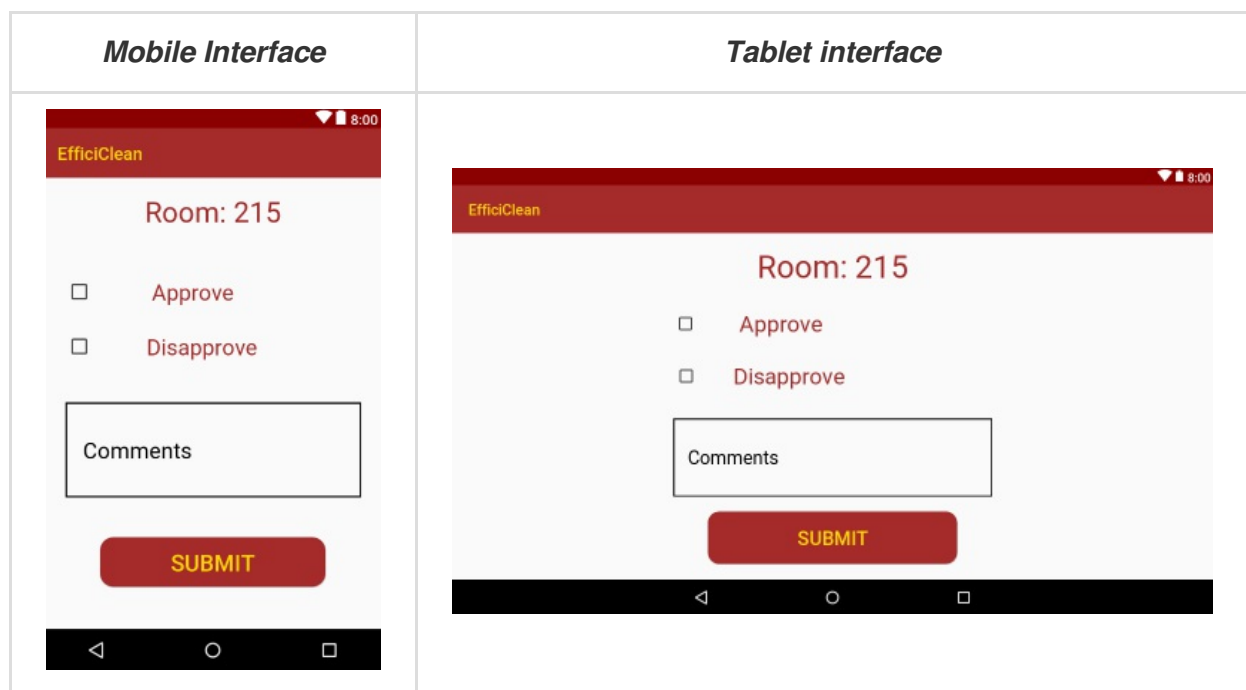 Mobile Interface
Tablet interface
8:00
EfficiClean
Room: 215
Approve
Disapprove
Comments
SUBMIT
8:00
EfficiClean
Room: 215
Approve
Disapprove
Comments
SUBMIT